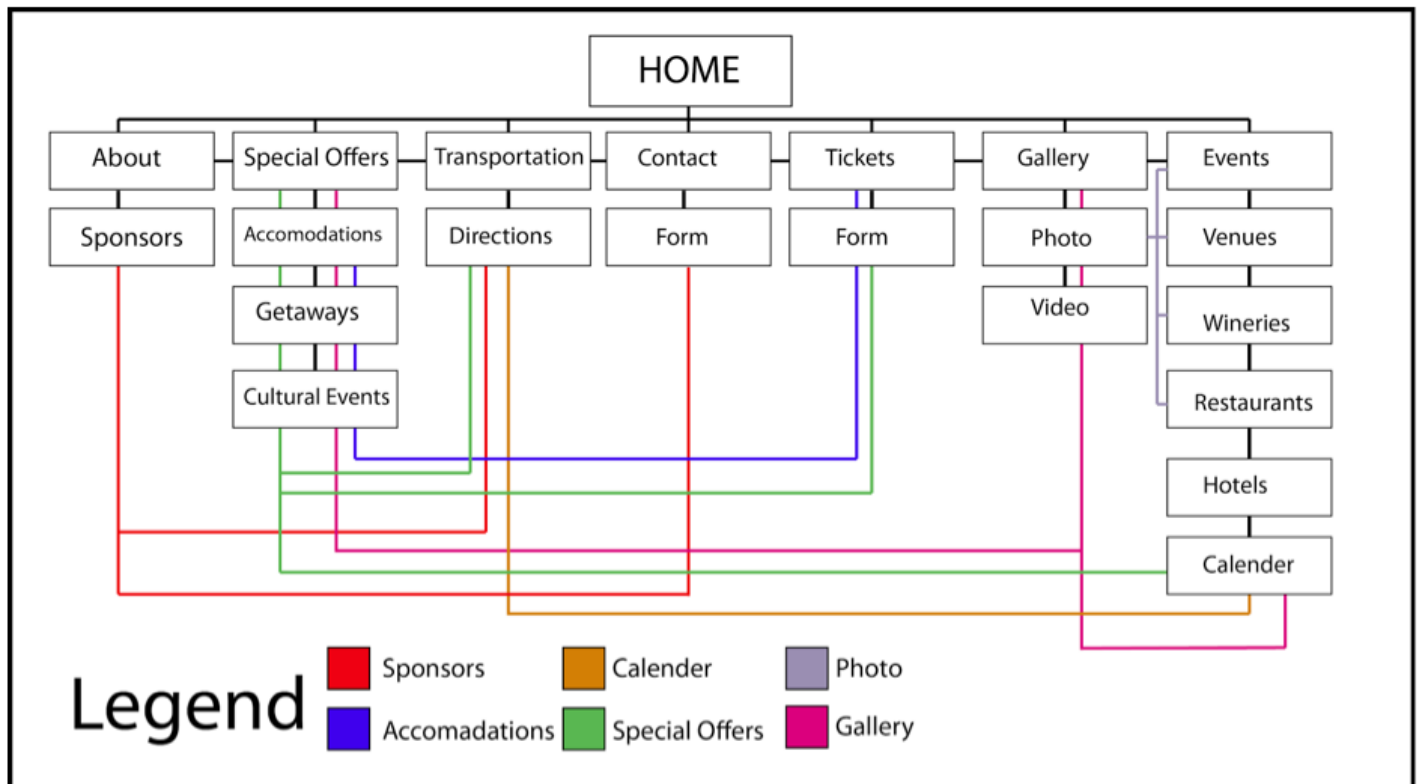 HOME
About
Special Offers
Transportation
Contact
Tickets
Gallery
Events
Sponsors
Accomodations
Directions
Form
Form
Photo
Venues
Getaways
Video
Wineries
Cultural Events
Restaurants
Hotels
Calender
Legend
Sponsors
Calender
Photo
Accomadations
Special Offers
Gallery